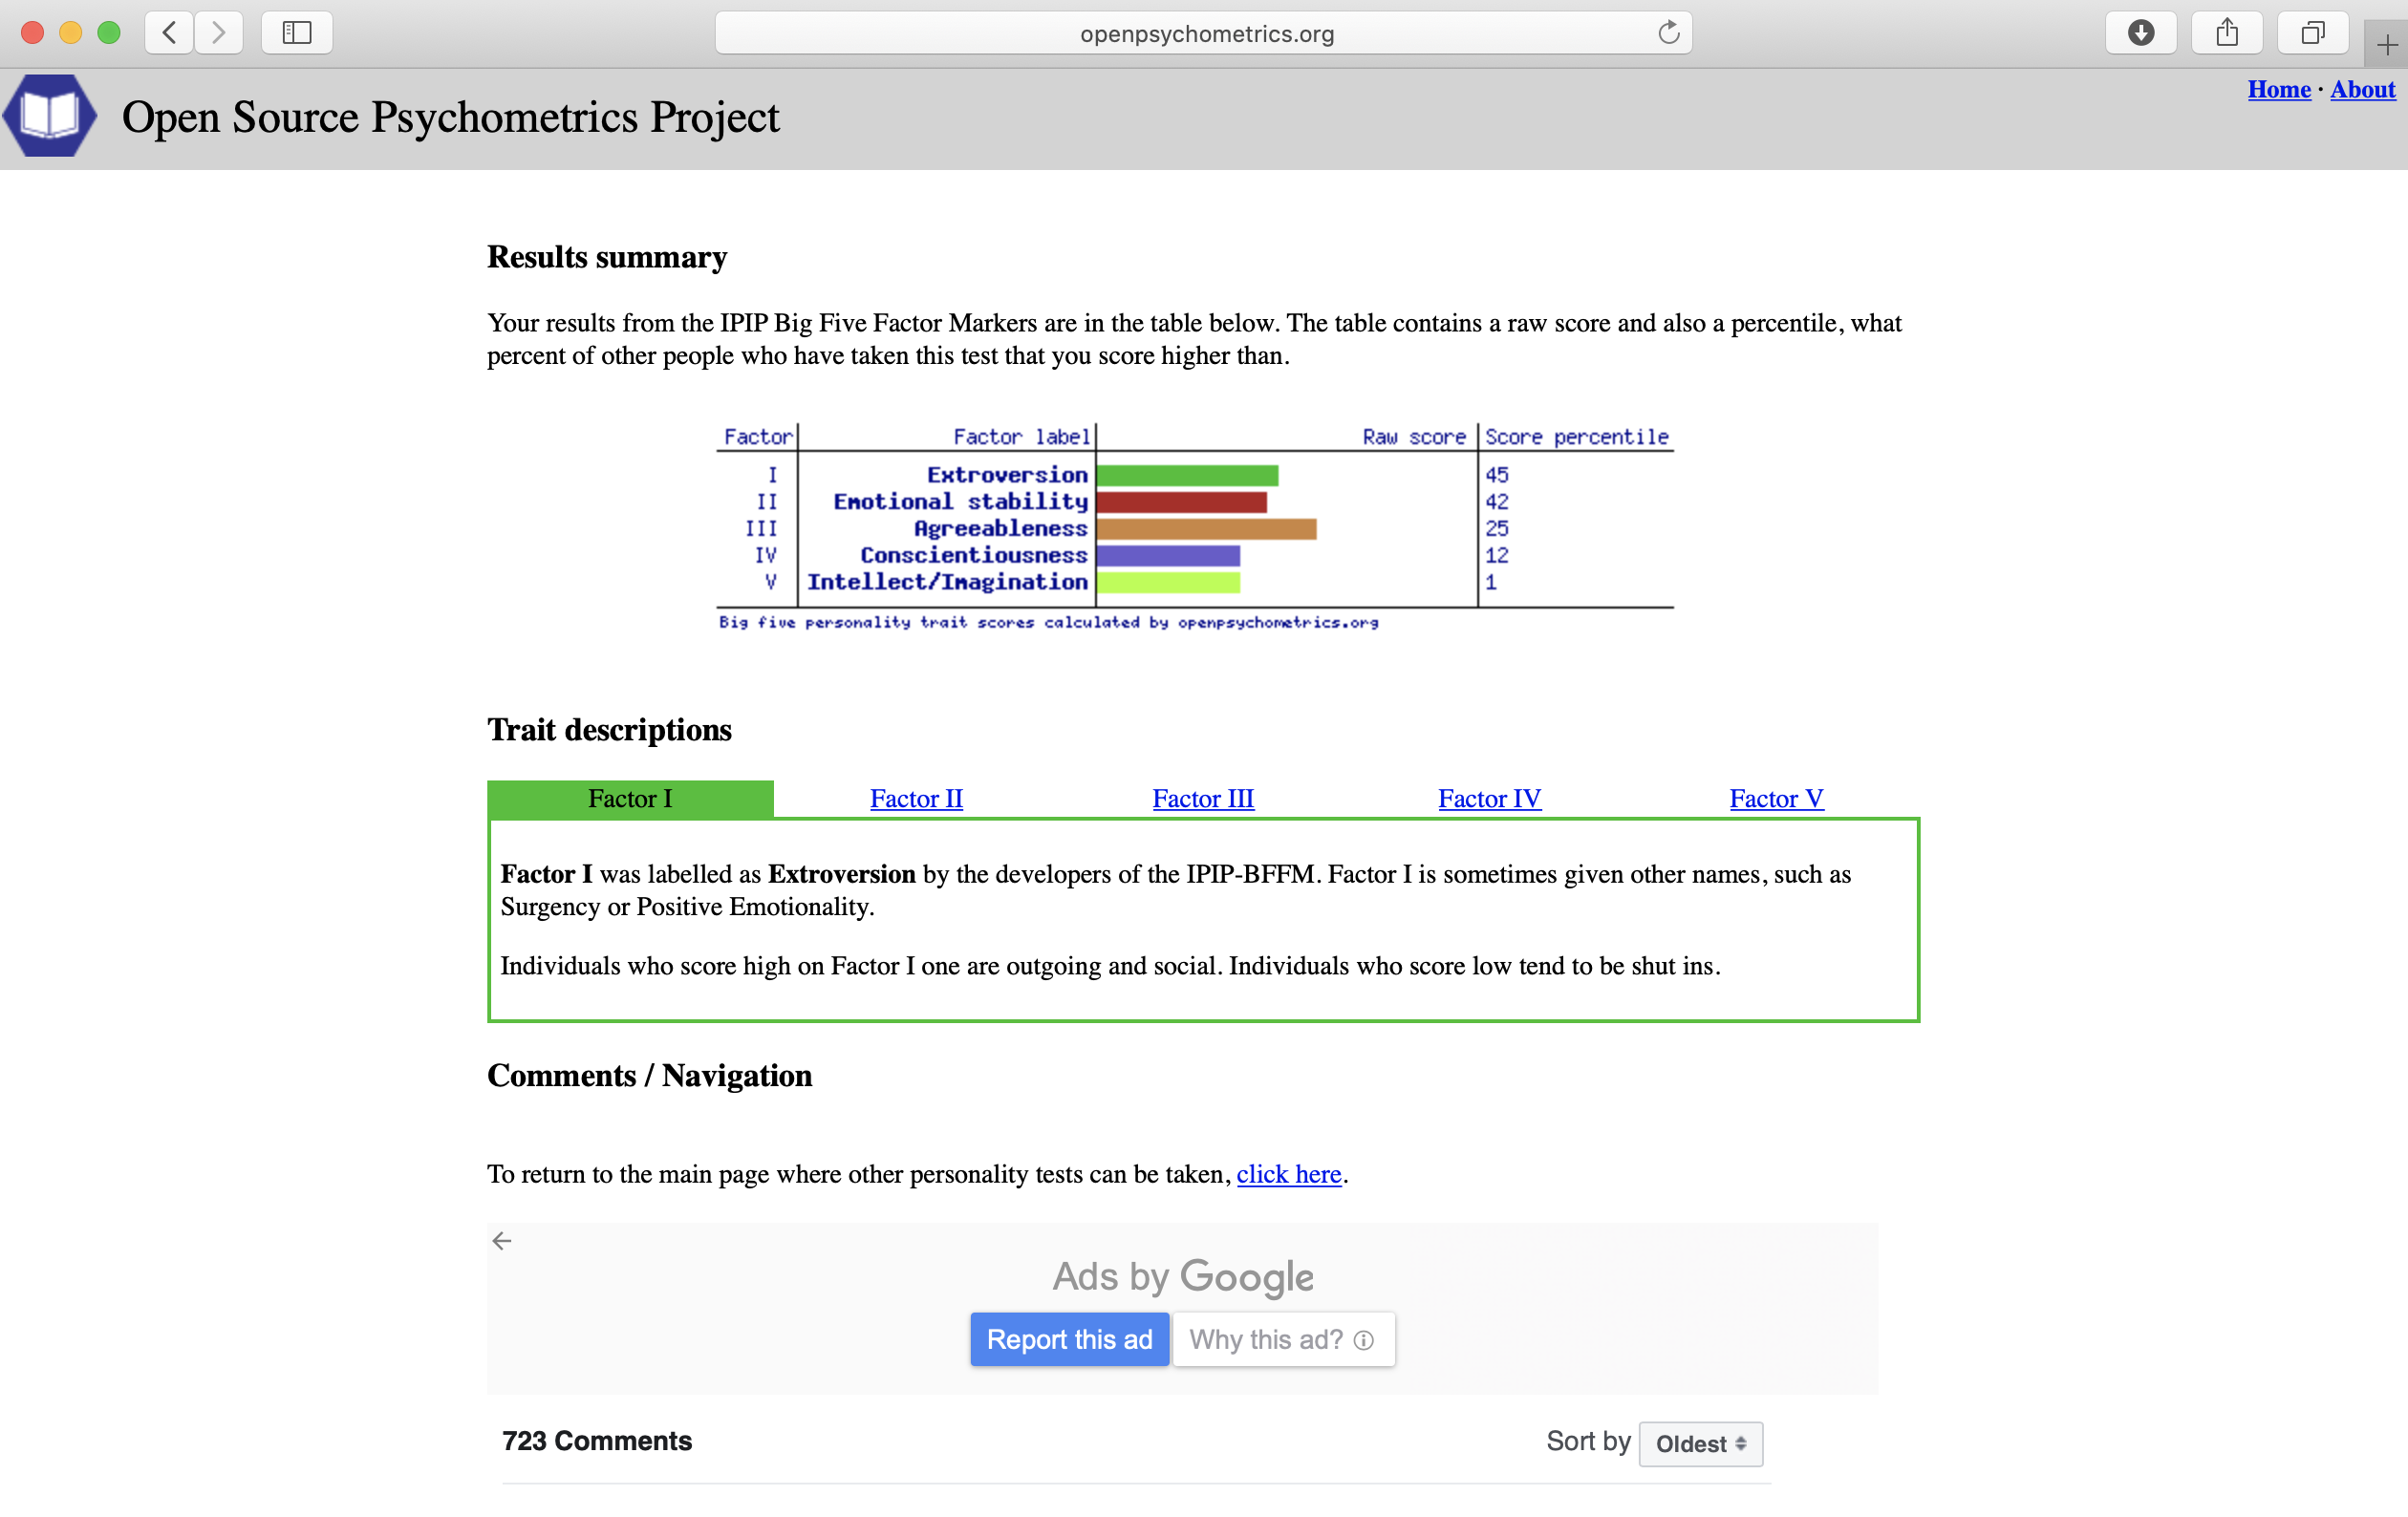 openpsychometrics.org
Home · About
Open Source Psychometrics Project
Results summary
Your results from the IPIP Big Five Factor Markers are in the table below. The table contains a raw score and also a percentile, what
percent of other people who have taken this test that you score higher than.
Factor Factor label Raw score Score percentile
I Extroversion 45
II Emotional stability 42
III Agreeableness 25
IV Conscientiousness 12
V Intellect/Imagination 1
Big five personality trait scores calculated by openpsychometrics.org
Trait descriptions
Factor I Factor II Factor III Factor IV Factor V
Factor I was labelled as Extroversion by the developers of the IPIP-BFFM. Factor I is sometimes given other names, such as
Surgency or Positive Emotionality.
Individuals who score high on Factor I one are outgoing and social. Individuals who score low tend to be shut ins.
Comments / Navigation
To return to the main page where other personality tests can be taken, click here.
Ads by Google
Report this ad Why this ad?
723 Comments Sort by Oldest